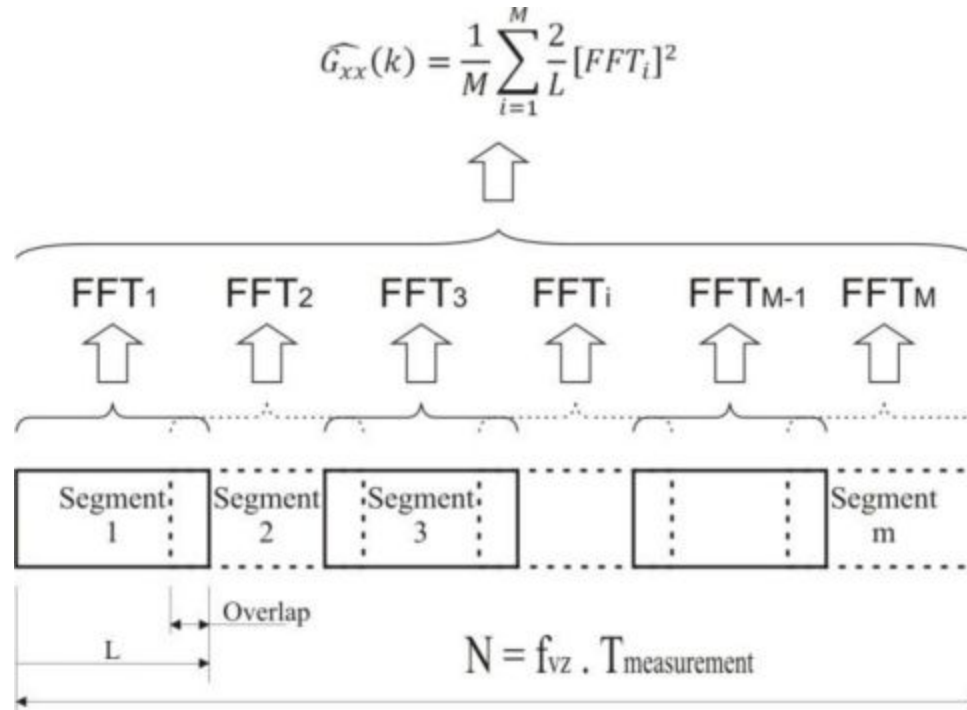 \widehat{G_{xx}}(k) = \frac{1}{M} \sum_{i=1}^{M} \frac{2}{L} [FFT_i]^2
FFT1 FFT2 FFT3 FFTi FFTM-1 FFTM
Segment 1 Segment 2 Segment 3 Segment m
Overlap
L
N = fvz . Tmeasurement